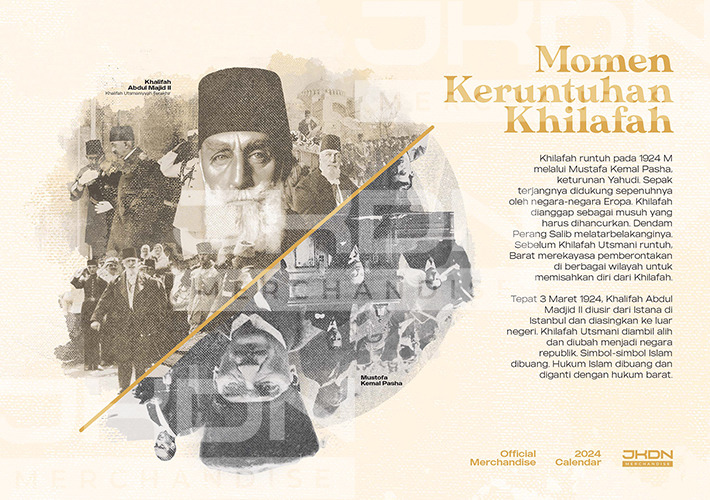 Khalifah
Abdul Majid II
Khalifah Utsmaniyyah Terakhir
Momen
Keruntuhan
Khilafah
Khilafah runtuh pada 1924 M
melalui Mustafa Kemal Pasha,
keturunan Yahudi. Sepak
terjangnya didukung sepenuhnya
oleh negara-negara Eropa. Khilafah
dianggap sebagai musuh yang
harus dihancurkan. Dendam
Perang Salib melatarbelakanginya.
Sebelum Khilafah Utsmani runtuh,
Barat merekayasa pemberontakan
di berbagai wilayah untuk
memisahkan diri dari Khilafah.
Tepat 3 Maret 1924, Khalifah Abdul
Madjid II diusir dari Istana di
Istanbul dan diasingkan ke luar
negeri. Khilafah Utsmani diambil alih
dan diubah menjadi negara
republik. Simbol-simbol Islam
dibuang. Hukum Islam dibuang dan
diganti dengan hukum barat.
Mustofa
Kemal Pasha
Official
Merchandise
2024
Calendar
JKDN
MERCHANDISE
JKDN
MERCHANDISE